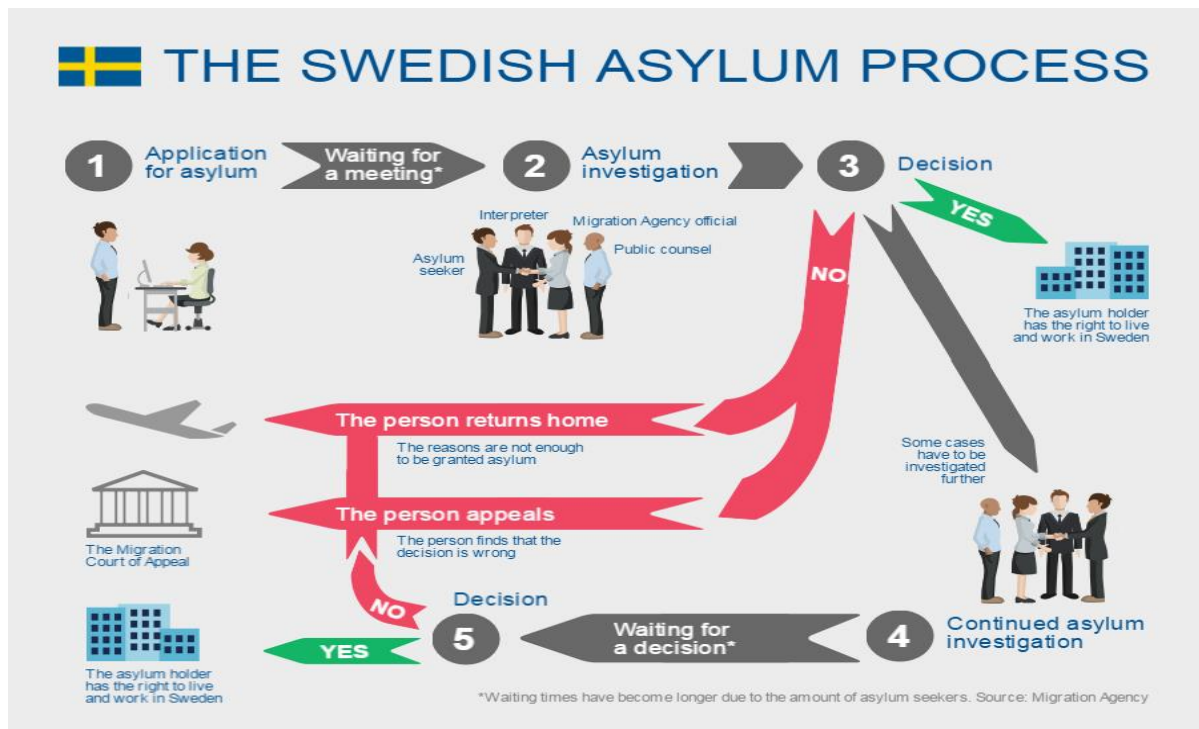 THE SWEDISH ASYLUM PROCESS
1
Application
for asylum
Waiting for
a meeting*
2
Asylum
investigation
3
Decision
YES
NO
Interpreter
Migration Agency official
Asylum
seeker
Public counsel
The asylum holder
has the right to live
and work in Sweden
The person returns home
The reasons are not enough
to be granted asylum
Some cases
have to be
investigated
further
The person appeals
The person finds that the
decision is wrong
The Migration
Court of Appeal
NO
Decision
5
YES
Waiting for
a decision*
4
Continued asylum
investigation
The asylum holder
has the right to live
and work in Sweden
*Waiting times have become longer due to the amount of asylum seekers. Source: Migration Agency